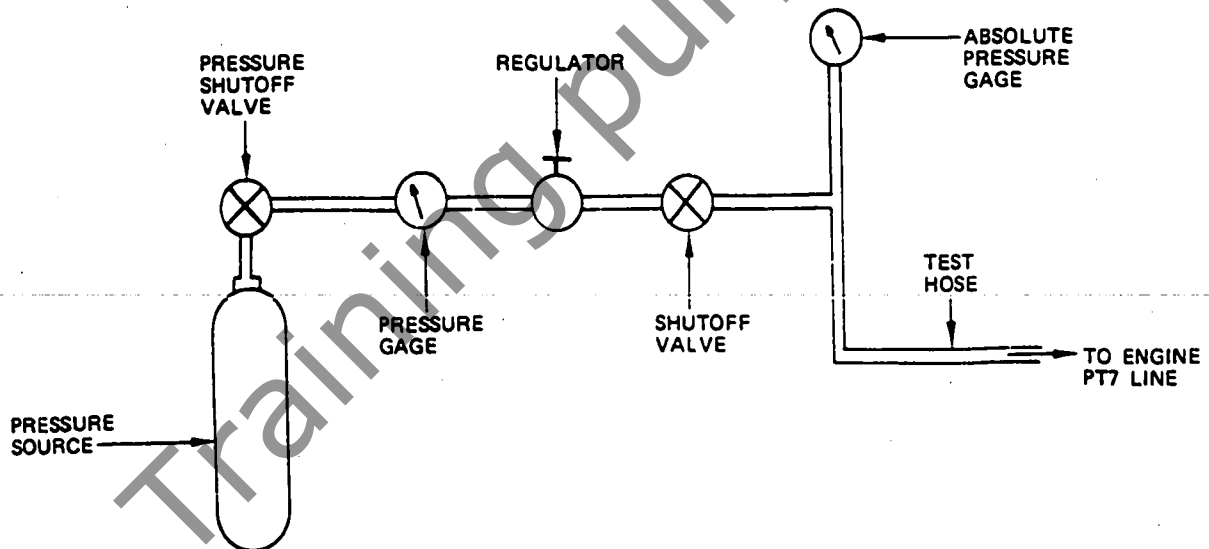 PRESSURE
SHUTOFF
VALVE
REGULATOR
ABSOLUTE
PRESSURE
GAGE
PRESSURE
GAGE
SHUTOFF
VALVE
TEST
HOSE
TO ENGINE
PT7 LINE
PRESSURE
SOURCE
Training pur